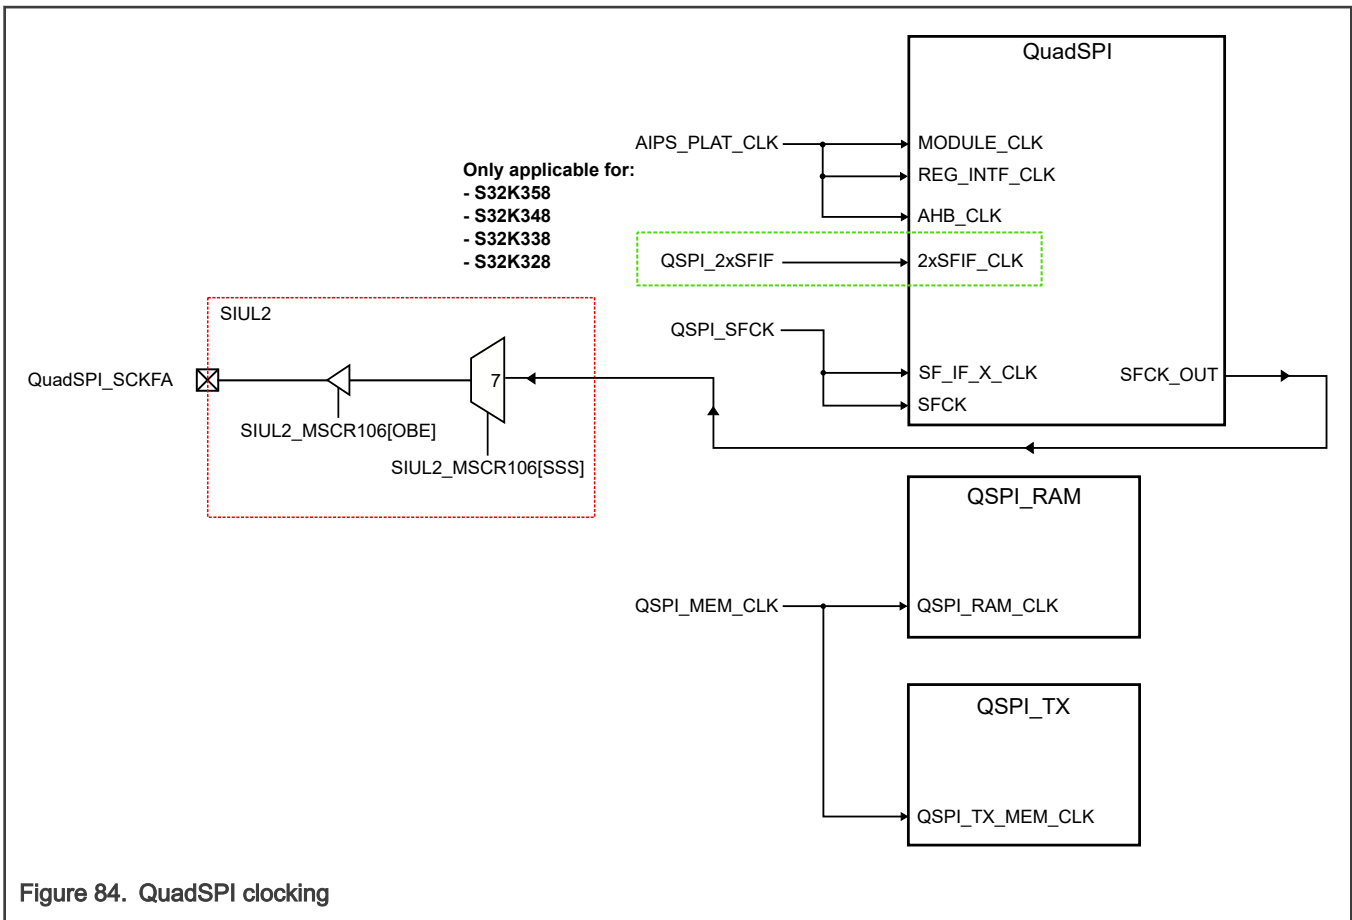 QuadSPI
AIPS_PLAT_CLK
MODULE_CLK
REG_INTF_CLK
AHB_CLK
Only applicable for:
- S32K358
- S32K348
- S32K338
- S32K328
QSPI_2xSFIF
2xSFIF_CLK
SIUL2
QSPI_SFCK
SF_IF_X_CLK
SFCK
SFCK_OUT
QuadSPI_SCKFA
7
SIUL2_MSCR106[OBE]
SIUL2_MSCR106[SSS]
QSPI_RAM
QSPI_MEM_CLK
QSPI_RAM_CLK
QSPI_TX
QSPI_TX_MEM_CLK
Figure 84. QuadSPI clocking